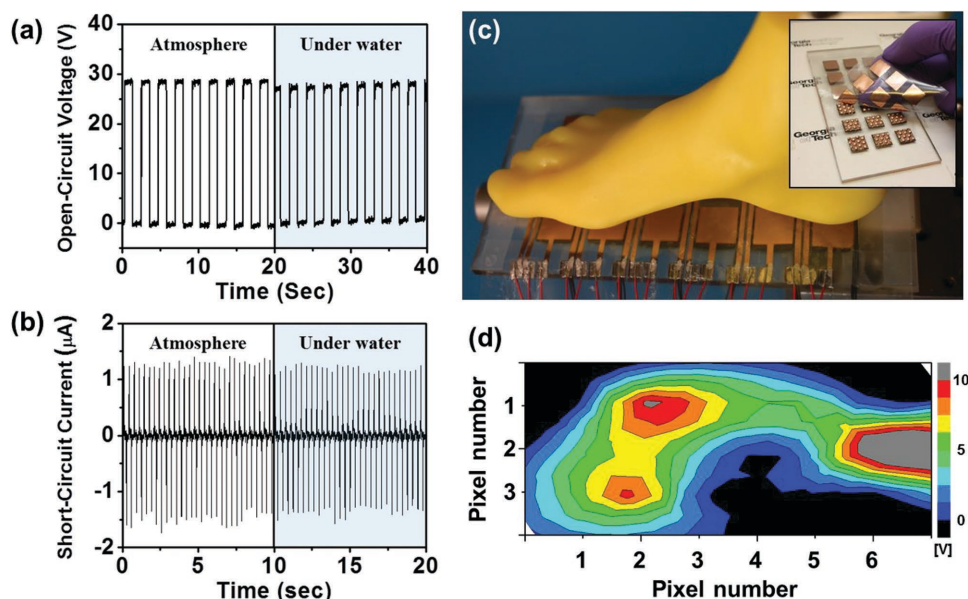 (a)
40
30
20
10
0
Open-Circuit Voltage (V)
Atmosphere
Under water
0 10 20 30 40
Time (Sec)
(b)
2
1
0
-1
-2
Short-Circuit Current (μA)
Atmosphere
Under water
0 5 10 15 20
Time (sec)
(c)
Georgia
Tech
Georgia
Tech
(d)
Pixel number
1
2
3
1 2 3 4 5 6
Pixel number
10
5
0
[V]